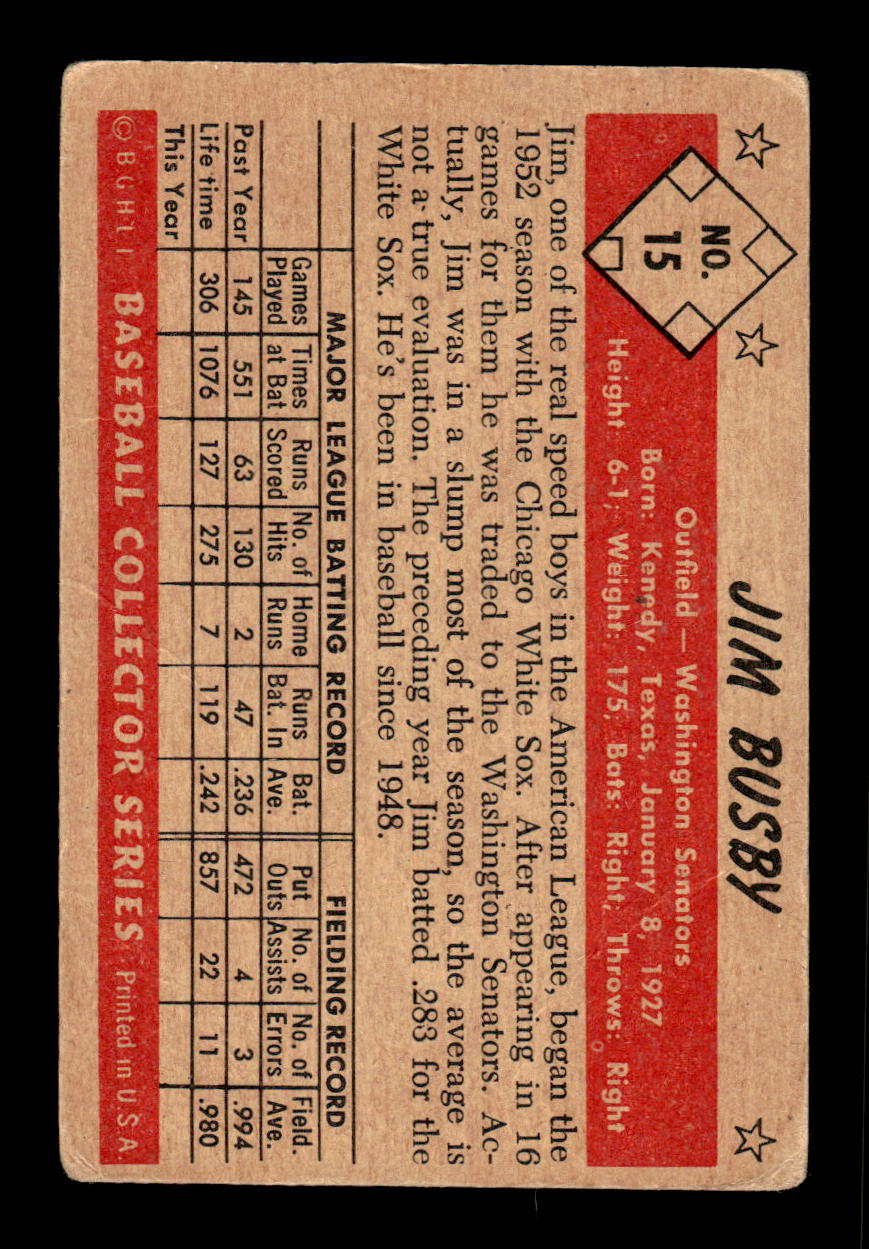 JIM BUSBY
NO.
15
Outfield — Washington Senators
Born: Kenedy, Texas, January 8, 1927
Height: 6-1; Weight: 175; Bats: Right; Throws: Right
Jim, one of the real speed boys in the American League, began the
1952 season with the Chicago White Sox. After appearing in 16
games for them he was traded to the Washington Senators. Ac-
tually, Jim was in a slump most of the season, so the average is
not a true evaluation. The preceding year Jim batted .283 for the
White Sox. He's been in baseball since 1948.
MAJOR LEAGUE BATTING RECORD FIELDING RECORD
Games Times Runs No. of Home Runs Bat. Put No. of No. of Field.
Played at Bat Scored Hits Runs Bat. In Ave. Outs Assists Errors Ave.
Past Year 145 551 63 130 2 47 .236 472 4 3 .994
Life time 306 1076 127 275 7 119 .242 857 22 11 .980
This Year
© B G H L I BASEBALL COLLECTOR SERIES Printed in U.S.A.